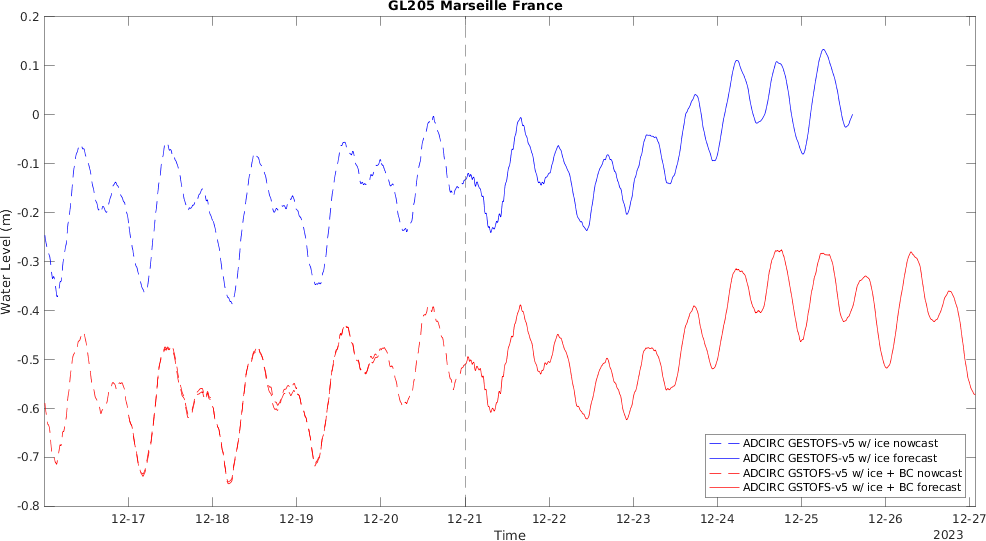 GL205 Marseille France
Water Level (m)
0.2
0.1
0
-0.1
-0.2
-0.3
-0.4
-0.5
-0.6
-0.7
-0.8
ADCIRC GESTOFS-v5 w/ ice nowcast
ADCIRC GESTOFS-v5 w/ ice forecast
ADCIRC GSTOFS-v5 w/ ice + BC nowcast
ADCIRC GSTOFS-v5 w/ ice + BC forecast
12-17 12-18 12-19 12-20 12-21 12-22 12-23 12-24 12-25 12-26 12-27
Time
2023